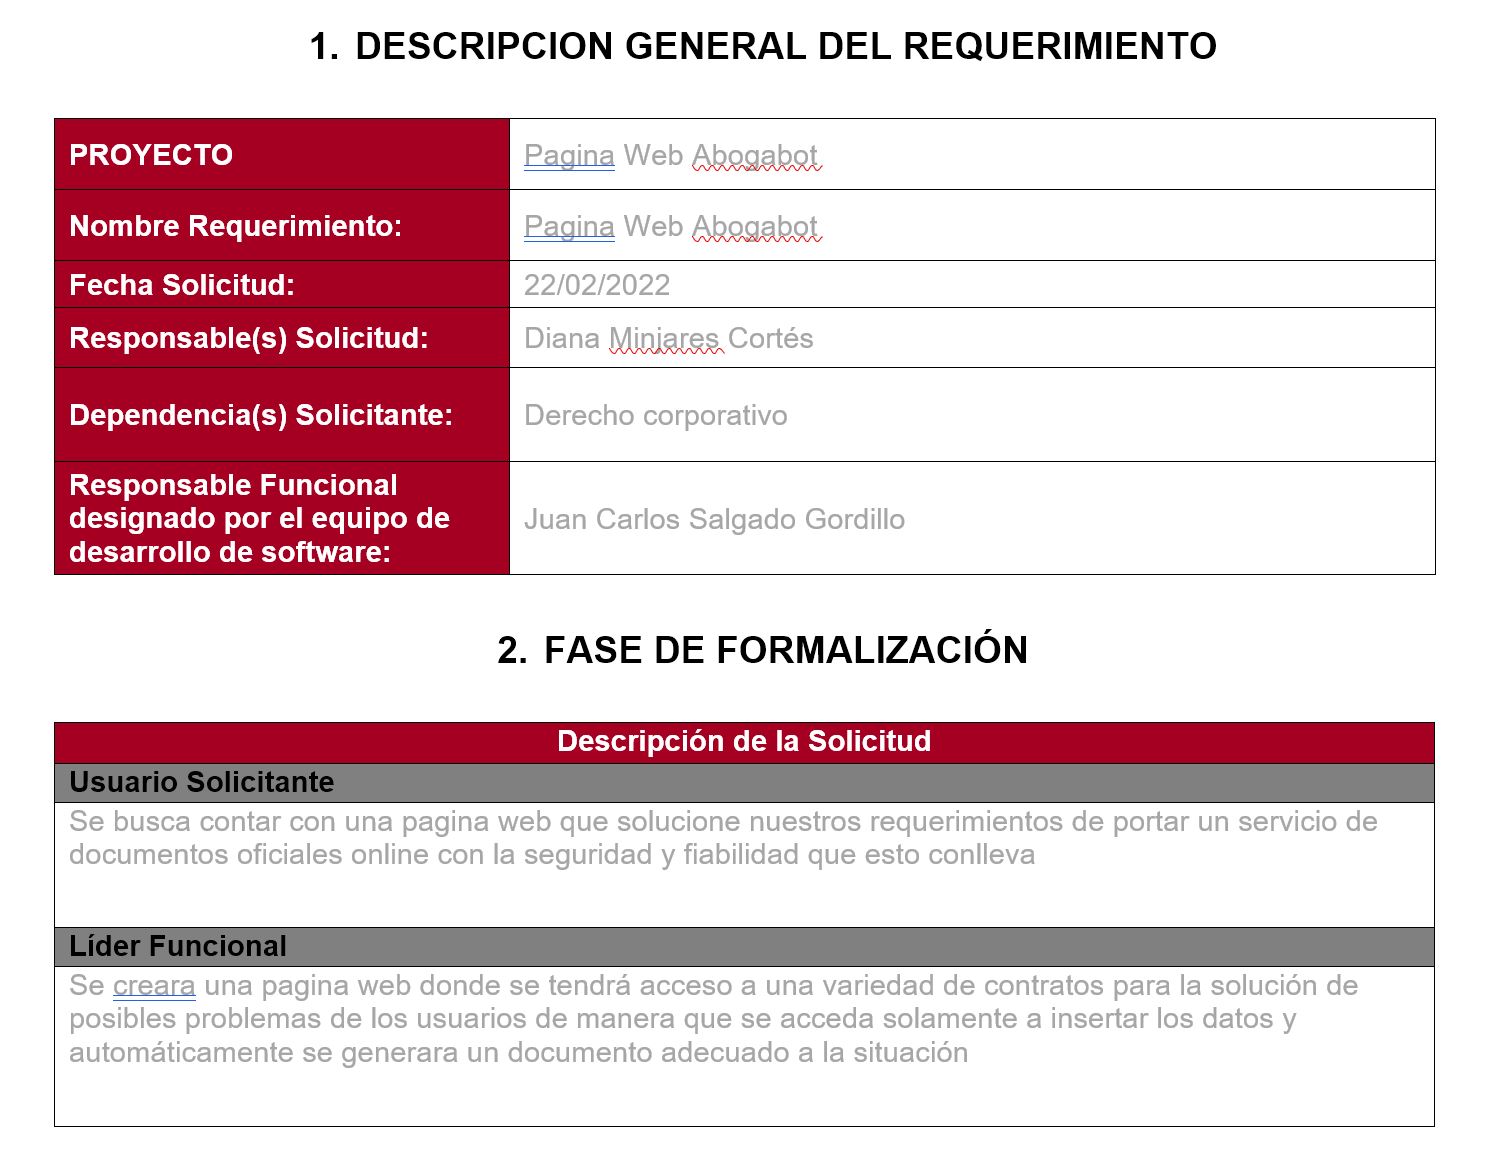 1. DESCRIPCION GENERAL DEL REQUERIMIENTO
PROYECTO
Pagina Web Abogabot
Nombre Requerimiento:
Pagina Web Abogabot
Fecha Solicitud:
22/02/2022
Responsable(s) Solicitud:
Diana Minjares Cortés
Dependencia(s) Solicitante:
Derecho corporativo
Responsable Funcional
designado por el equipo de
desarrollo de software:
Juan Carlos Salgado Gordillo
2. FASE DE FORMALIZACIÓN
Descripción de la Solicitud
Usuario Solicitante
Se busca contar con una pagina web que solucione nuestros requerimientos de portar un servicio de
documentos oficiales online con la seguridad y fiabilidad que esto conlleva
Líder Funcional
Se creara una pagina web donde se tendrá acceso a una variedad de contratos para la solución de
posibles problemas de los usuarios de manera que se acceda solamente a insertar los datos y
automáticamente se generara un documento adecuado a la situación